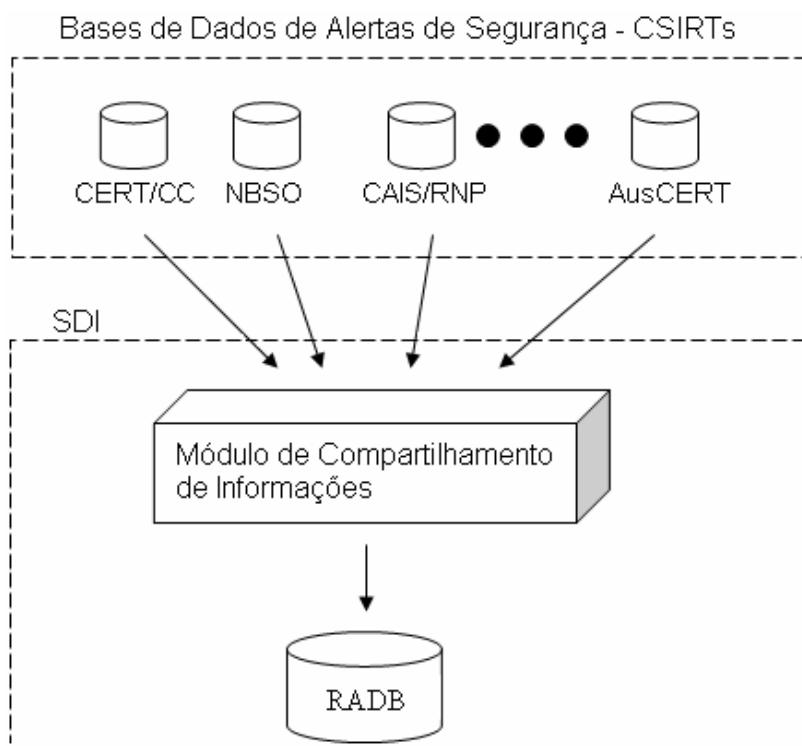 Bases de Dados de Alertas de Segurança - CSIRTs
CERT/CC NBSO CAIS/RNP AusCERT
SDI
Módulo de Compartilhamento
de Informações
RADB